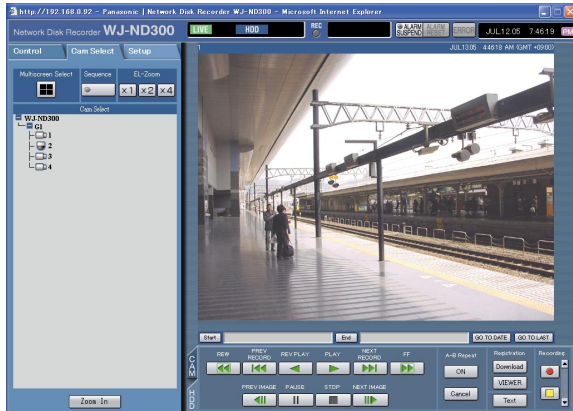 http://192.168.0.92 - Panasonic | Network Disk Recorder WJ-ND300 - Microsoft Internet Explorer
Network Disk Recorder WJ-ND300
LIVE HDD REC ALARM SUSPEND ALARM RESET ERROR JUL.12.05 7:46:19 PM
Control Cam Select Setup
1 JUL.13.05 4:46:18 AM (GMT +09:00)
Multiscreen Select Sequence EL-Zoom
x1 x2 x4
Cam Select
WJ-ND300
G1
1
2
3
4
Zoom In
Start End GO TO DATE GO TO LAST
CAM
REW PREV RECORD REV PLAY PLAY NEXT RECORD FF
A-B Repeat Registration Recording
ON Download
VIEWER
HDD
PREV IMAGE PAUSE STOP NEXT IMAGE
Cancel Text